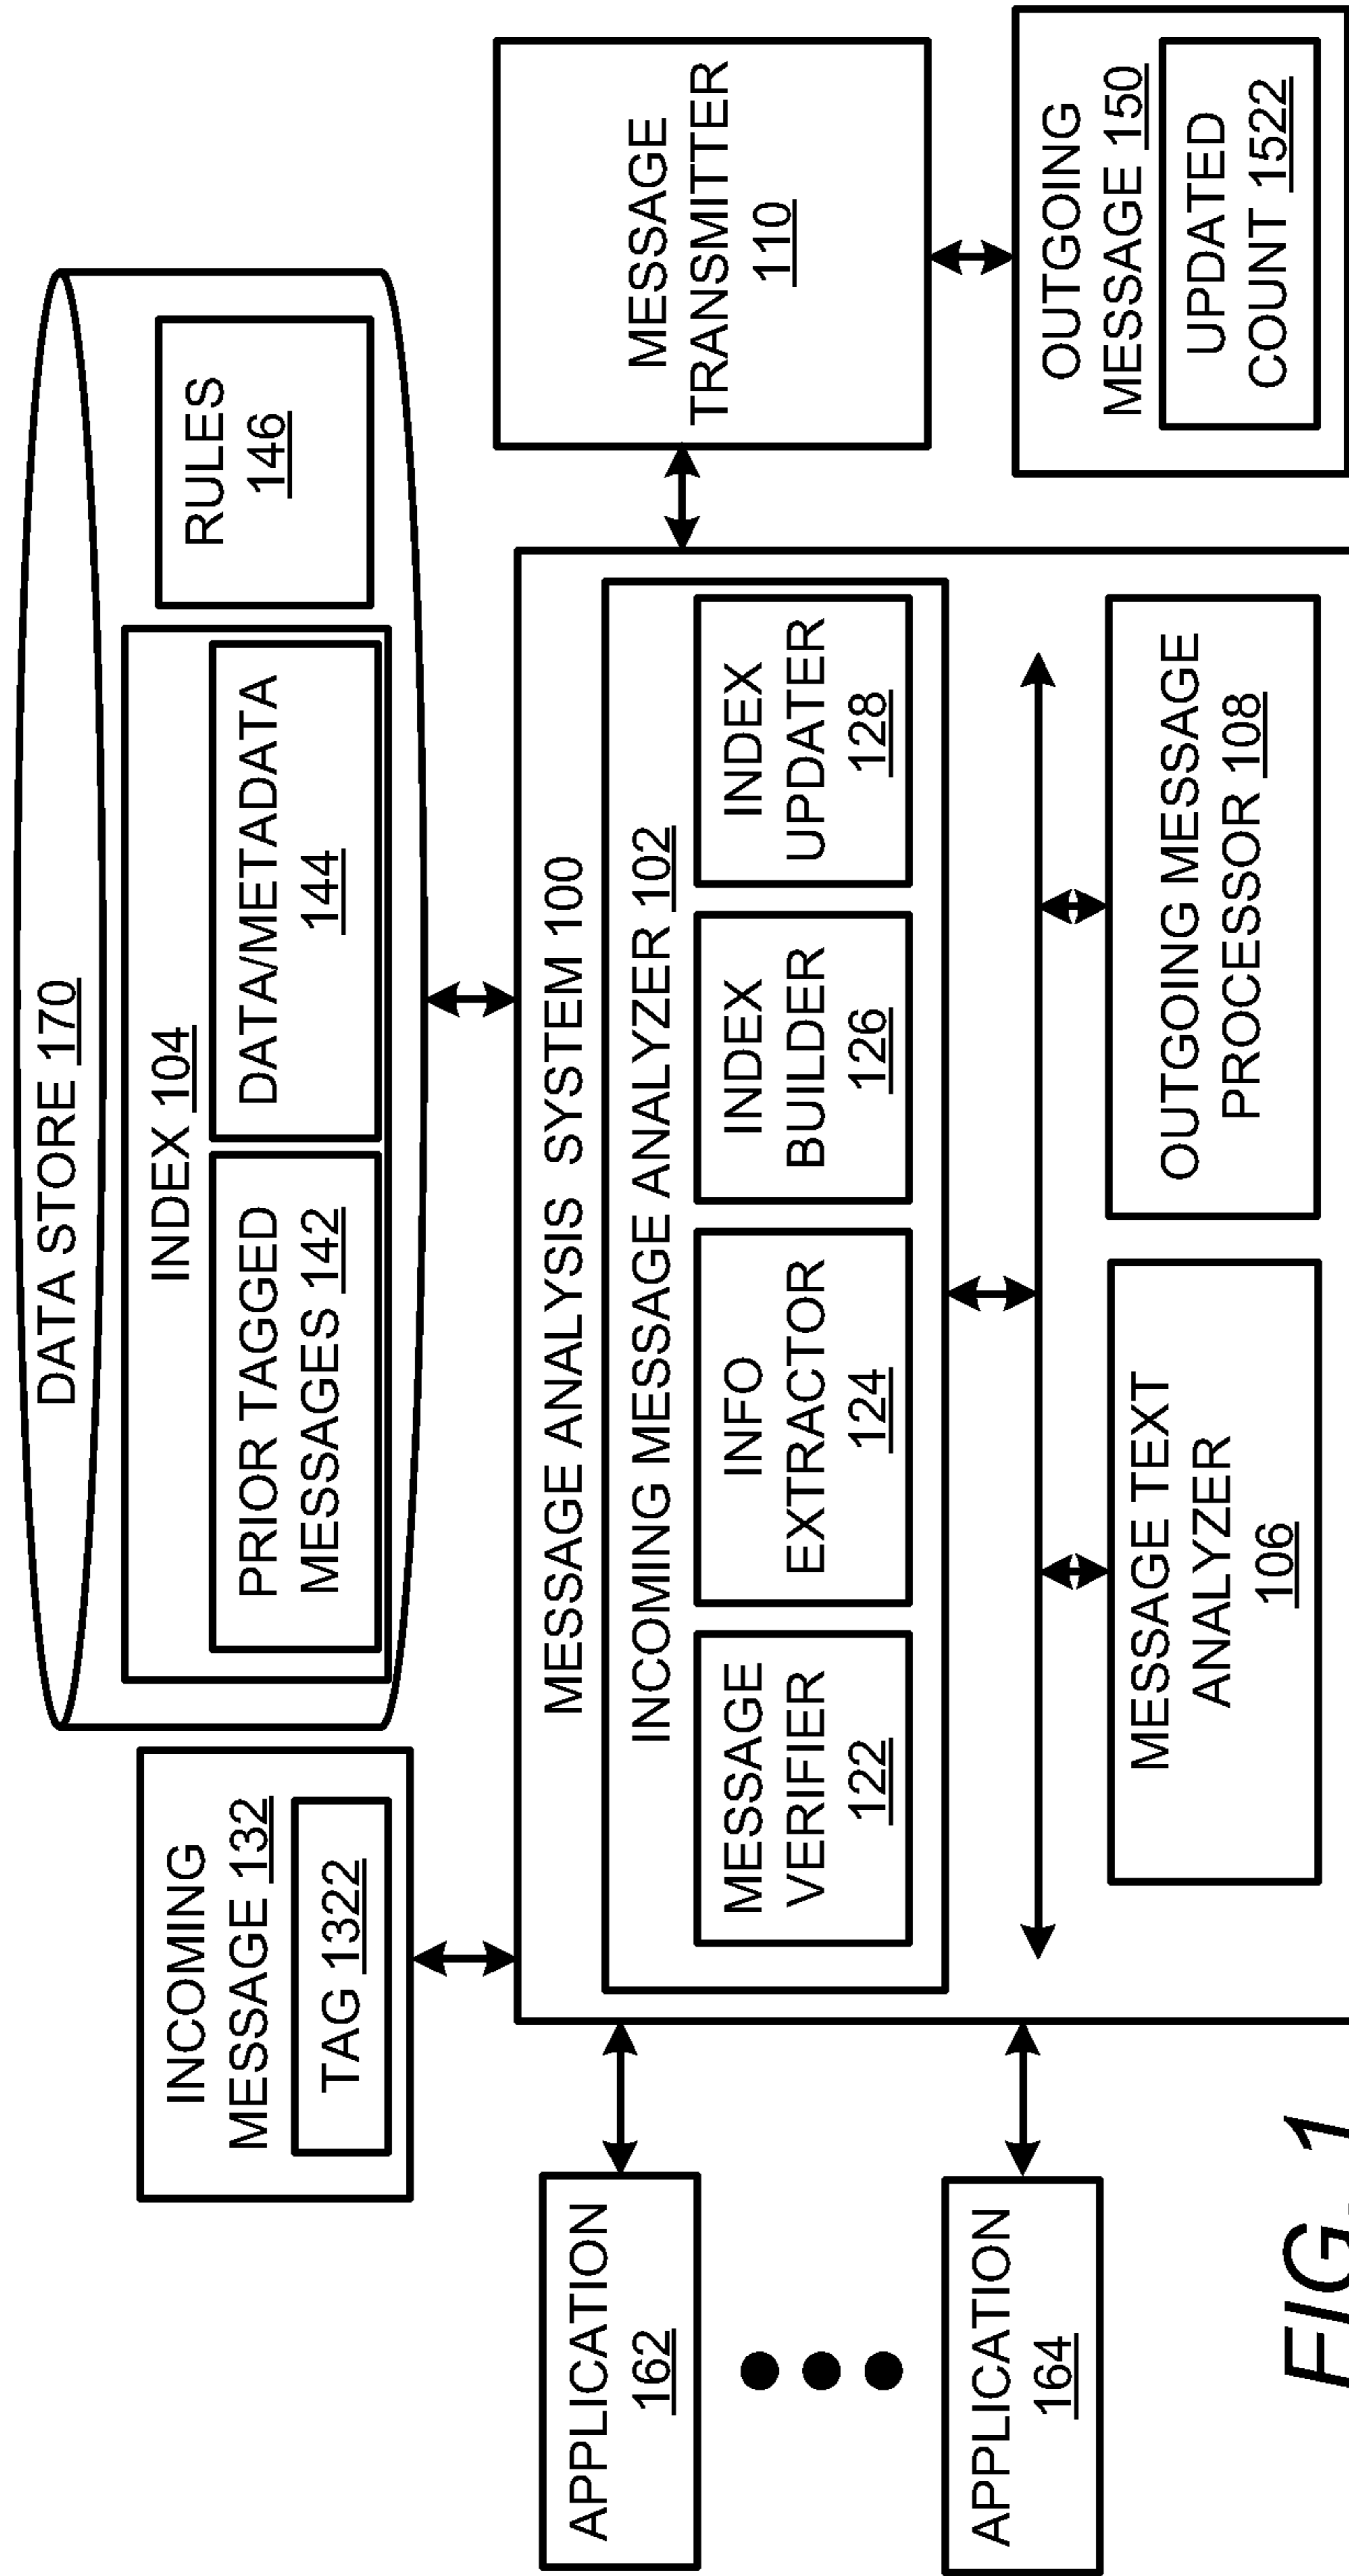 DATA STORE 170
INCOMING
MESSAGE 132
TAG 1322
INDEX 104
PRIOR TAGGED
MESSAGES 142
DATA/METADATA
144
RULES
146
APPLICATION
162
APPLICATION
164
MESSAGE ANALYSIS SYSTEM 100
INCOMING MESSAGE ANALYZER 102
MESSAGE
VERIFIER
122
INFO
EXTRACTOR
124
INDEX
BUILDER
126
INDEX
UPDATER
128
MESSAGE TEXT
ANALYZER
106
OUTGOING MESSAGE
PROCESSOR 108
MESSAGE
TRANSMITTER
110
OUTGOING
MESSAGE 150
UPDATED
COUNT 1522
FIG. 1